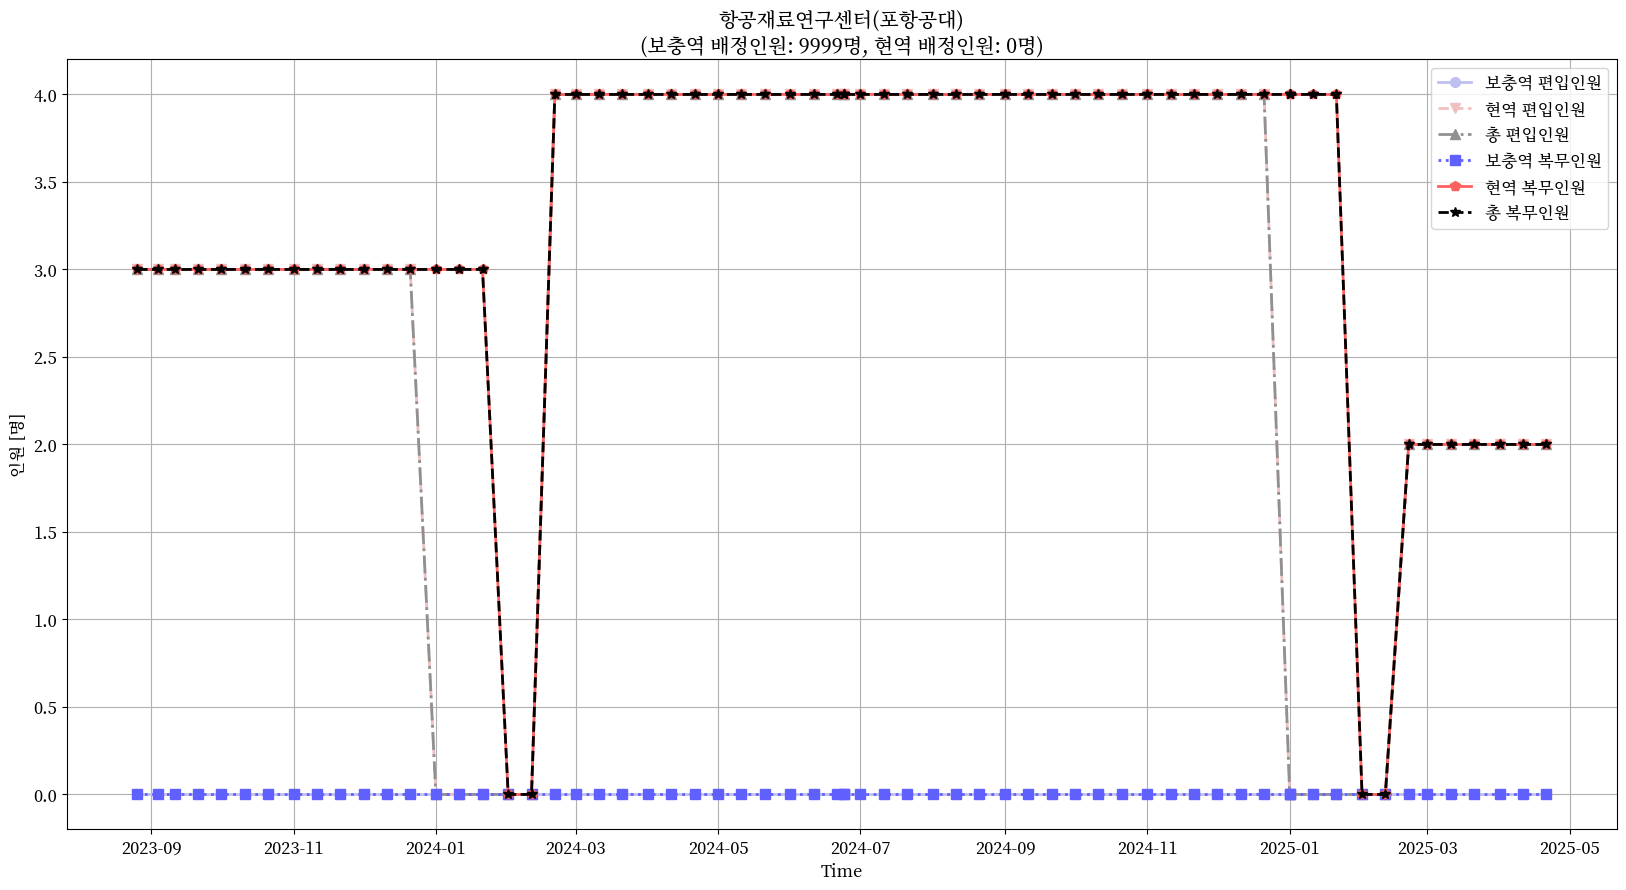 항공재료연구센터(포항공대)
(보충역 배정인원: 9999명, 현역 배정인원: 0명)
보충역 편입인원
현역 편입인원
총 편입인원
보충역 복무인원
현역 복무인원
총 복무인원
인원 [명]
4.0
3.5
3.0
2.5
2.0
1.5
1.0
0.5
0.0
2023-09
2023-11
2024-01
2024-03
2024-05
2024-07
2024-09
2024-11
2025-01
2025-03
2025-05
Time